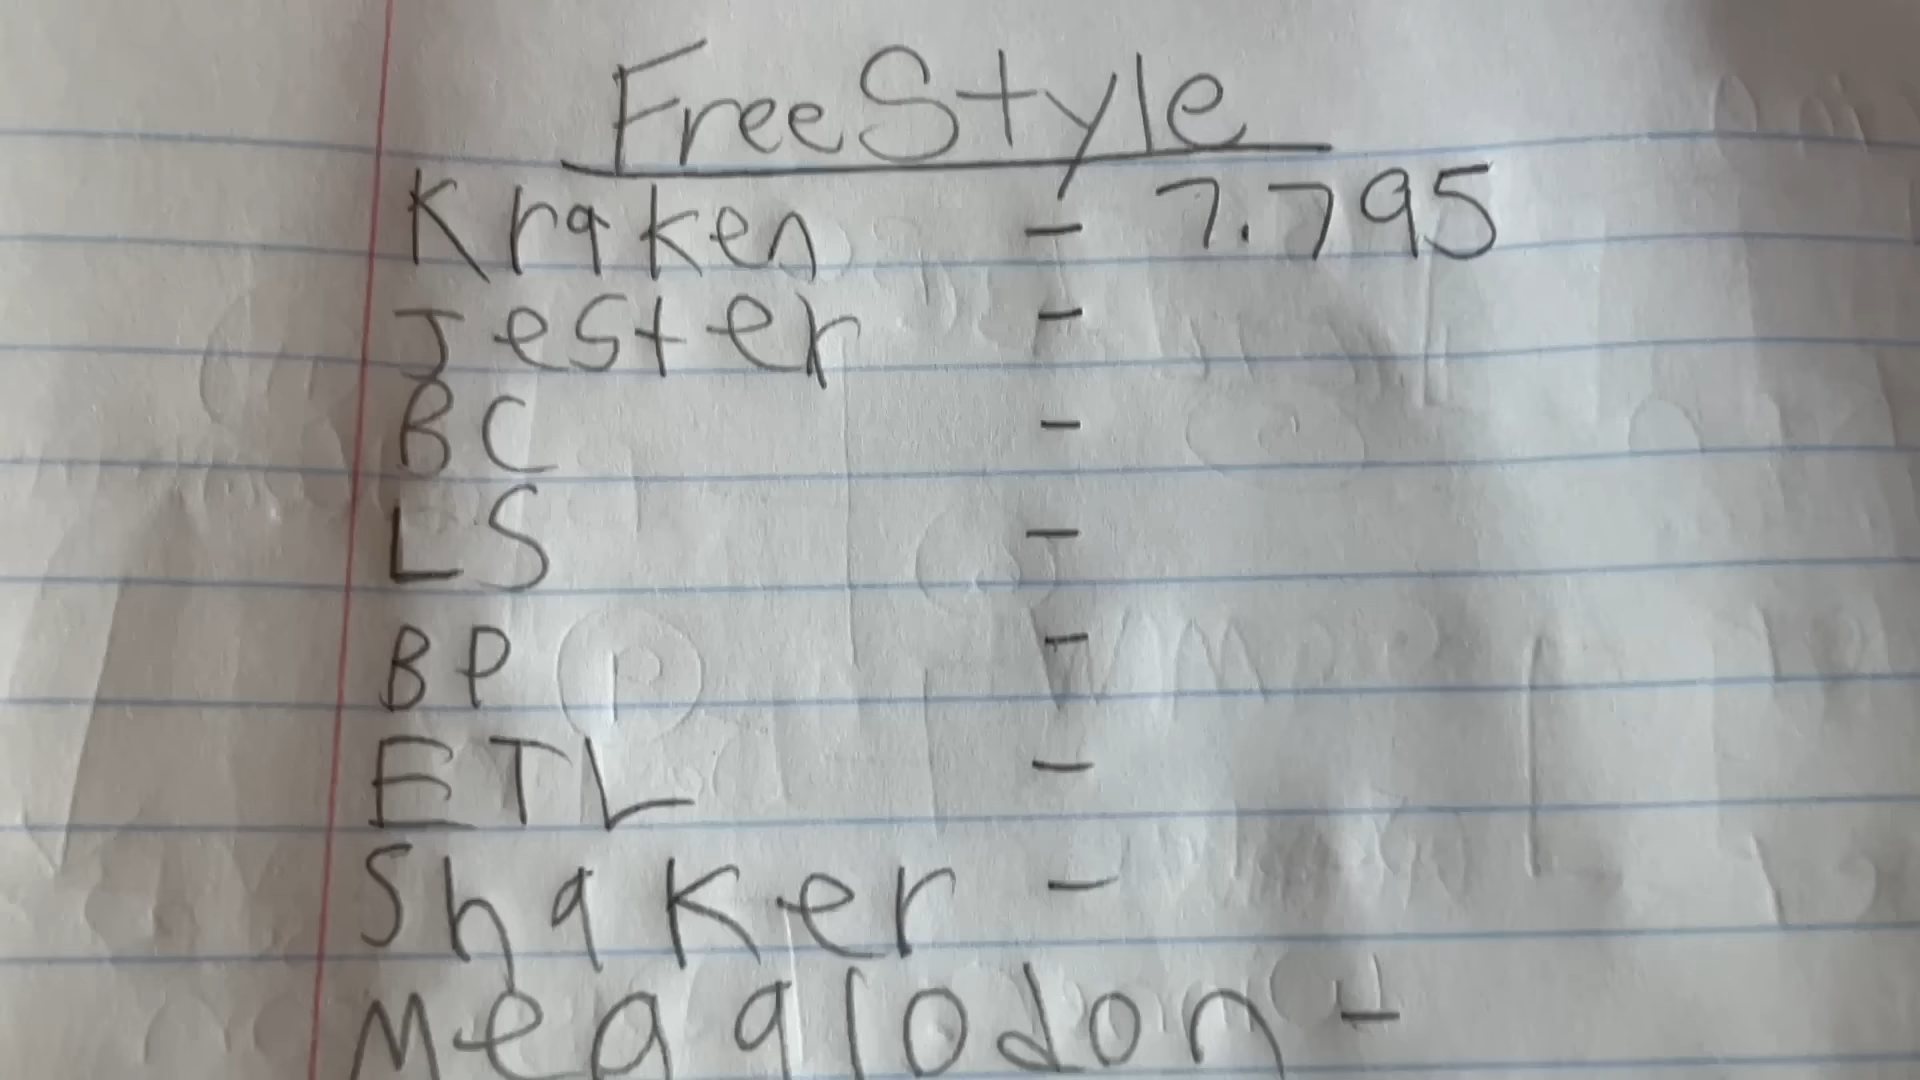 FreeStyle
Kraken - 7.795
Jester -
BC -
LS -
BP -
ETL -
Shaker -
Megalodon -